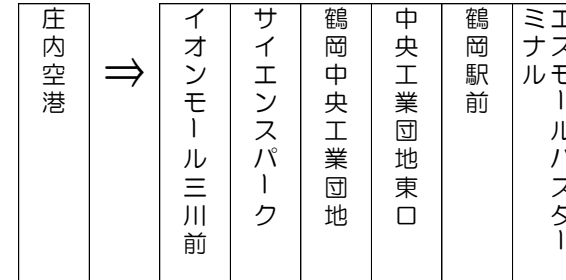 庄内空港
⇒
イオンモール三川前
サイエンスパーク
鶴岡中央工業団地
中央工業団地東口
鶴岡駅前
エスモールバスター
ミナル